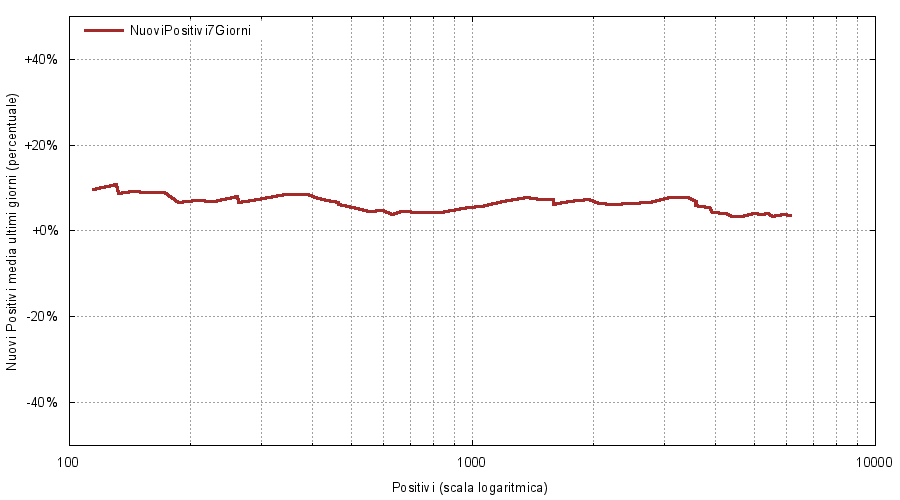 NuoviPositivi7Giorni
+40%
+20%
+0%
-20%
-40%
Nuovi Positivi media ultimi giorni (percentuale)
100 1000 10000
Positivi (scala logaritmica)